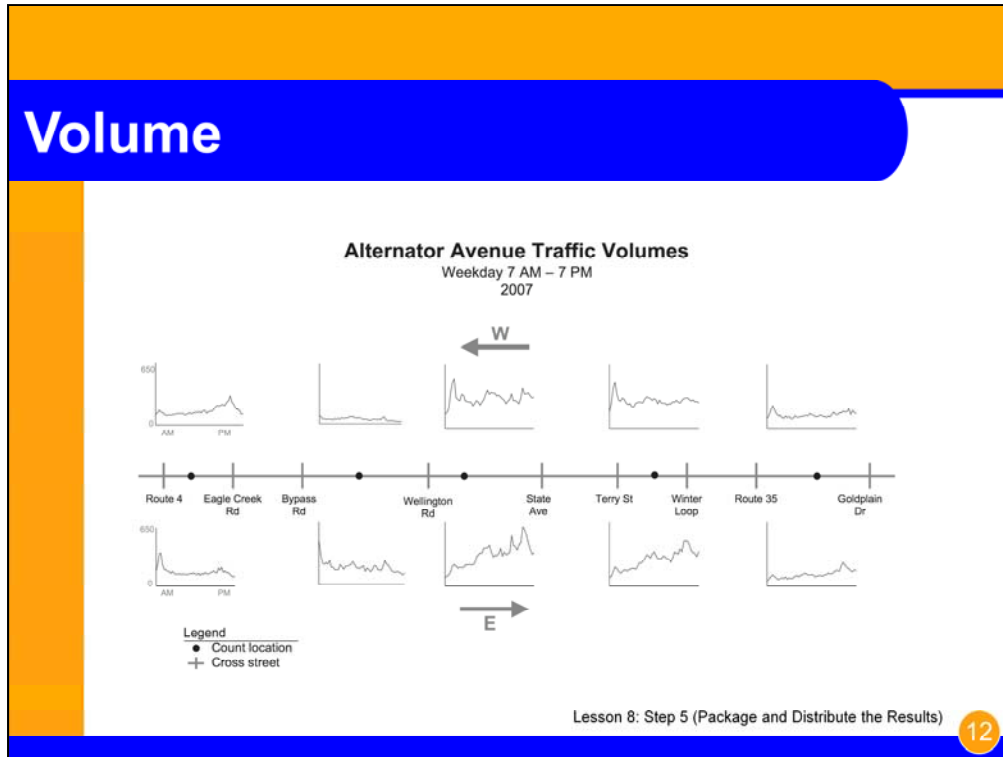 Volume
Alternator Avenue Traffic Volumes
Weekday 7 AM – 7 PM
2007
W
650
0
AM PM
Route 4 Eagle Creek Rd Bypass Rd Wellington Rd State Ave Terry St Winter Loop Route 35 Goldplain Dr
650
0
AM PM
E
Legend
Count location
Cross street
Lesson 8: Step 5 (Package and Distribute the Results)
12